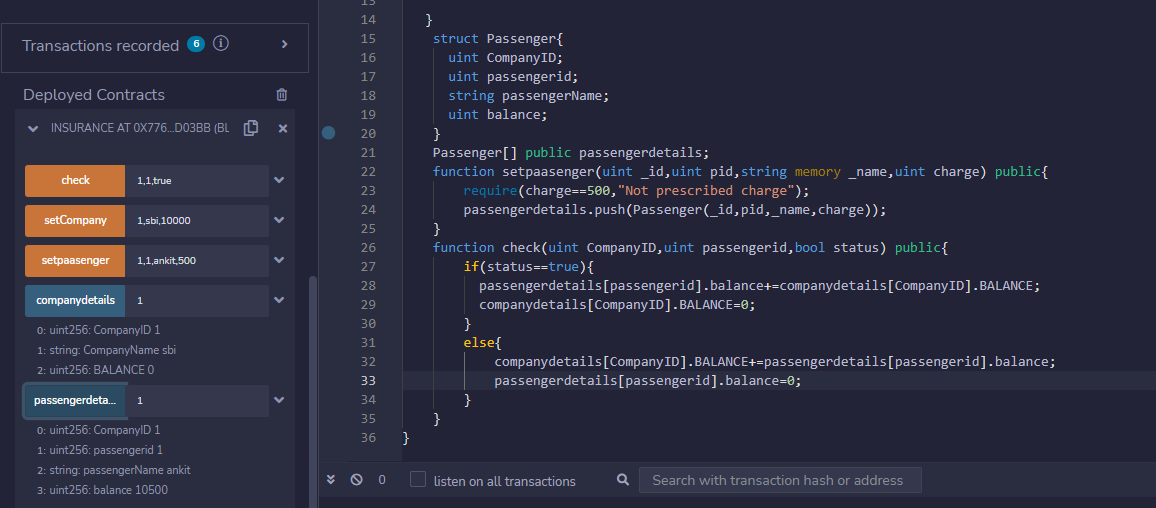 Transactions recorded 6 i
Deployed Contracts
INSURANCE AT 0X776...D03BB (BL
check 1,1,true
setCompany 1,sbi,10000
setpaasenger 1,1,ankit,500
companydetails 1
0: uint256: CompanyID 1
1: string: CompanyName sbi
2: uint256: BALANCE 0
passengerdeta... 1
0: uint256: CompanyID 1
1: uint256: passengerid 1
2: string: passengerName ankit
3: uint256: balance 10500
13
14 }
15 struct Passenger{
16 uint CompanyID;
17 uint passengerid;
18 string passengerName;
19 uint balance;
20 }
21 Passenger[] public passengerdetails;
22 function setpaasenger(uint _id,uint pid,string memory _name,uint charge) public{
23 require(charge==500,"Not prescribed charge");
24 passengerdetails.push(Passenger(_id,pid,_name,charge));
25 }
26 function check(uint CompanyID,uint passengerid,bool status) public{
27 if(status==true){
28 passengerdetails[passengerid].balance+=companydetails[CompanyID].BALANCE;
29 companydetails[CompanyID].BALANCE=0;
30 }
31 else{
32 companydetails[CompanyID].BALANCE+=passengerdetails[passengerid].balance;
33 passengerdetails[passengerid].balance=0;
34 }
35 }
36 }
0 listen on all transactions Search with transaction hash or address